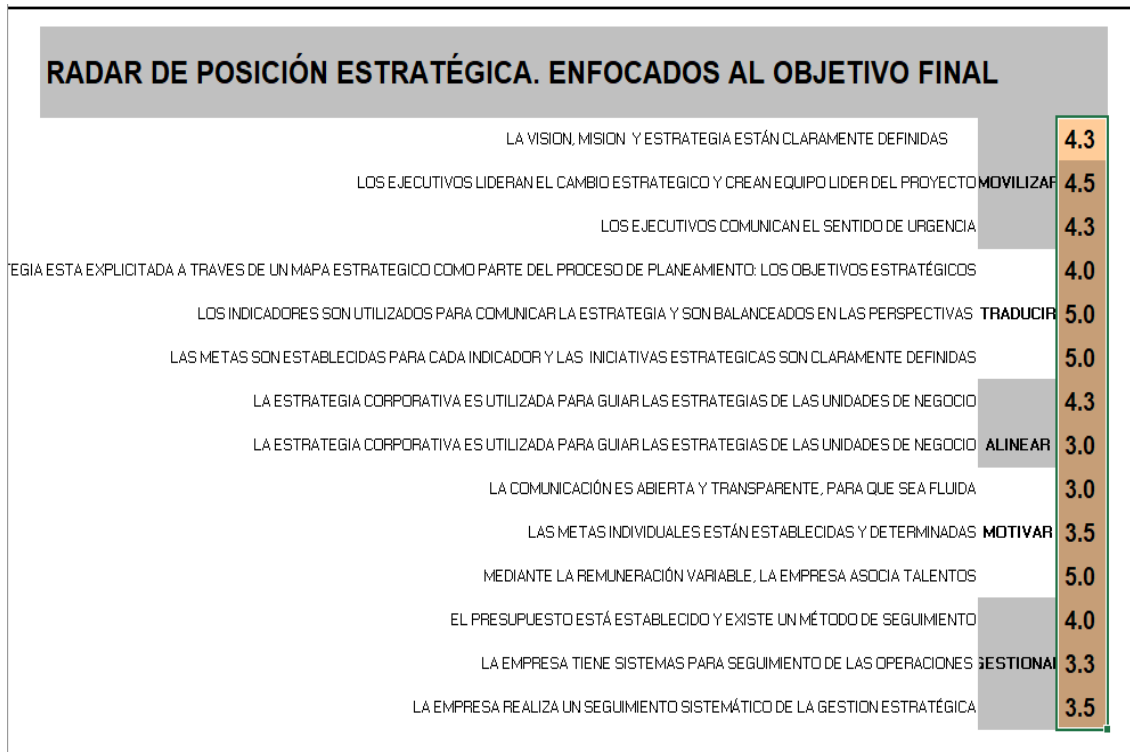 RADAR DE POSICIÓN ESTRATÉGICA. ENFOCADOS AL OBJETIVO FINAL
LA VISION, MISION Y ESTRATEGIA ESTÁN CLARAMENTE DEFINIDAS 4.3
LOS EJECUTIVOS LIDERAN EL CAMBIO ESTRATEGICO Y CREAN EQUIPO LIDER DEL PROYECTO MOVILIZAR 4.5
LOS EJECUTIVOS COMUNICAN EL SENTIDO DE URGENCIA 4.3
TEGIA ESTA EXPLICITADA A TRAVES DE UN MAPA ESTRATEGICO COMO PARTE DEL PROCESO DE PLANEAMIENTO: LOS OBJETIVOS ESTRATÉGICOS 4.0
LOS INDICADORES SON UTILIZADOS PARA COMUNICAR LA ESTRATEGIA Y SON BALANCEADOS EN LAS PERSPECTIVAS TRADUCIR 5.0
LAS METAS SON ESTABLECIDAS PARA CADA INDICADOR Y LAS INICIATIVAS ESTRATEGICAS SON CLARAMENTE DEFINIDAS 5.0
LA ESTRATEGIA CORPORATIVA ES UTILIZADA PARA GUIAR LAS ESTRATEGIAS DE LAS UNIDADES DE NEGOCIO 4.3
LA ESTRATEGIA CORPORATIVA ES UTILIZADA PARA GUIAR LAS ESTRATEGIAS DE LAS UNIDADES DE NEGOCIO ALINEAR 3.0
LA COMUNICACIÓN ES ABIERTA Y TRANSPARENTE, PARA QUE SEA FLUIDA 3.0
LAS METAS INDIVIDUALES ESTÁN ESTABLECIDAS Y DETERMINADAS MOTIVAR 3.5
MEDIANTE LA REMUNERACIÓN VARIABLE, LA EMPRESA ASOCIA TALENTOS 5.0
EL PRESUPUESTO ESTÁ ESTABLECIDO Y EXISTE UN MÉTODO DE SEGUIMIENTO 4.0
LA EMPRESA TIENE SISTEMAS PARA SEGUIMIENTO DE LAS OPERACIONES GESTIONAR 3.3
LA EMPRESA REALIZA UN SEGUIMIENTO SISTEMÁTICO DE LA GESTION ESTRATÉGICA 3.5